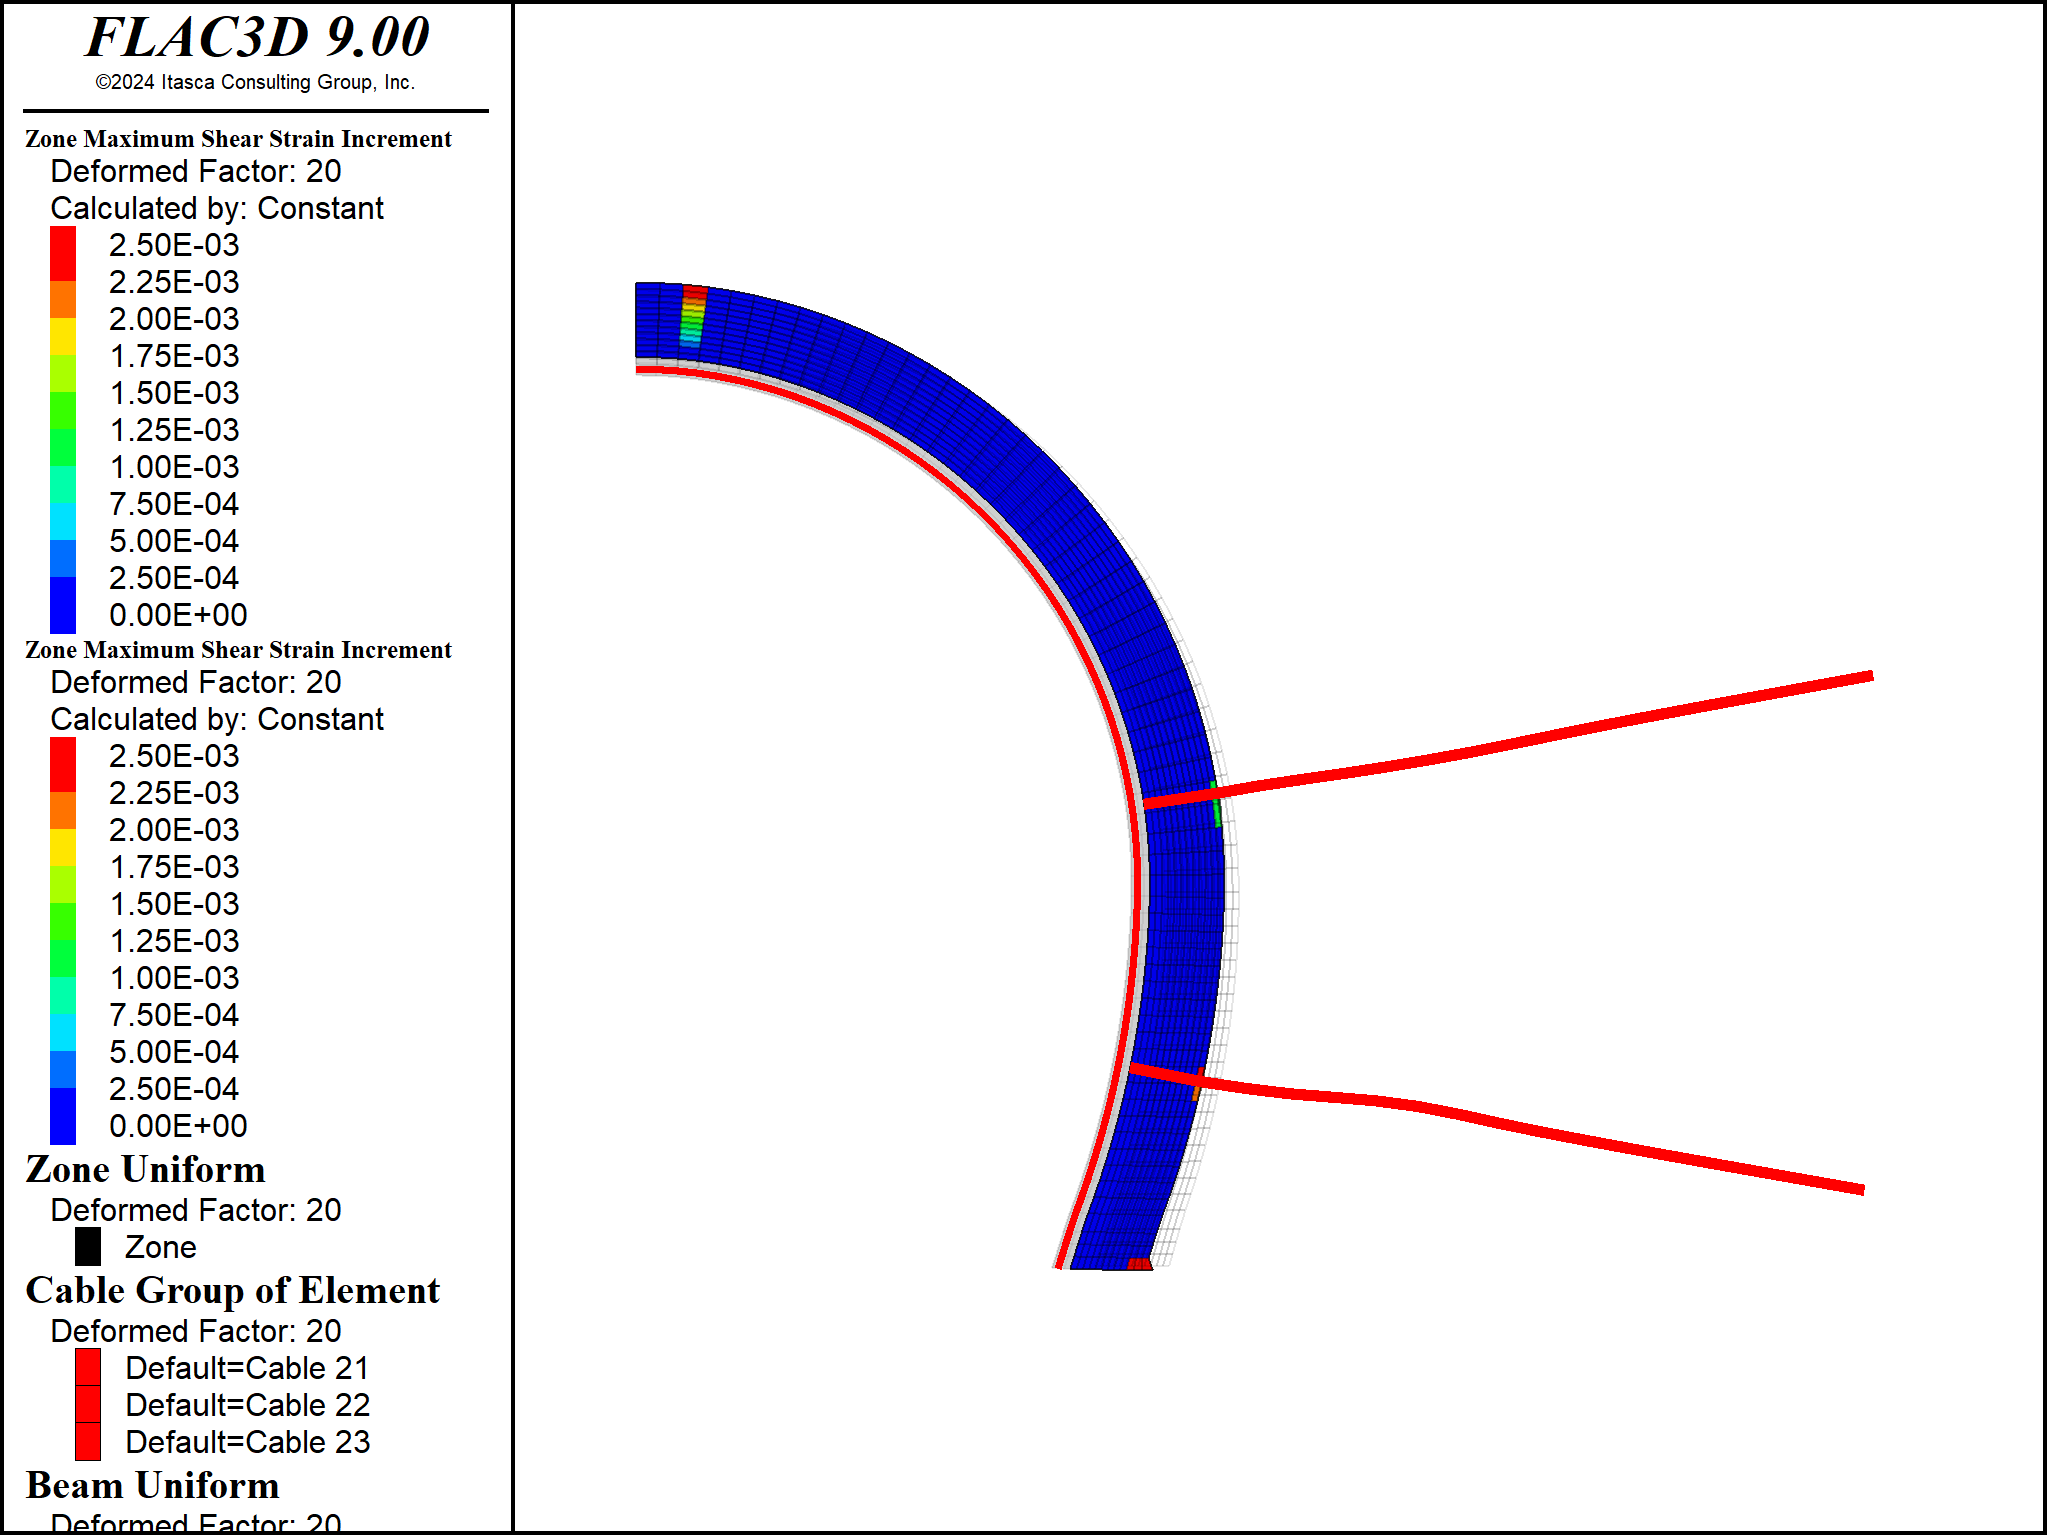 FLAC3D 9.00
©2024 Itasca Consulting Group, Inc.
Zone Maximum Shear Strain Increment
Deformed Factor: 20
Calculated by: Constant
2.50E-03
2.25E-03
2.00E-03
1.75E-03
1.50E-03
1.25E-03
1.00E-03
7.50E-04
5.00E-04
2.50E-04
0.00E+00
Zone Maximum Shear Strain Increment
Deformed Factor: 20
Calculated by: Constant
2.50E-03
2.25E-03
2.00E-03
1.75E-03
1.50E-03
1.25E-03
1.00E-03
7.50E-04
5.00E-04
2.50E-04
0.00E+00
Zone Uniform
Deformed Factor: 20
Zone
Cable Group of Element
Deformed Factor: 20
Default=Cable 21
Default=Cable 22
Default=Cable 23
Beam Uniform
Deformed Factor: 20